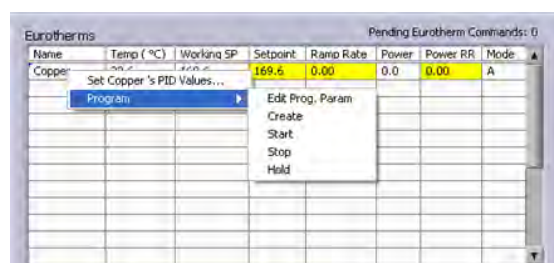 Eurotherms Pending Eurotherm Commands: 0
Name Temp ( °C) Working SP Setpoint Ramp Rate Power Power RR Mode
Copper 169.6 0.00 0.0 0.00 A
Set Copper 's PID Values...
Program Edit Prog. Param
Create
Start
Stop
Hold